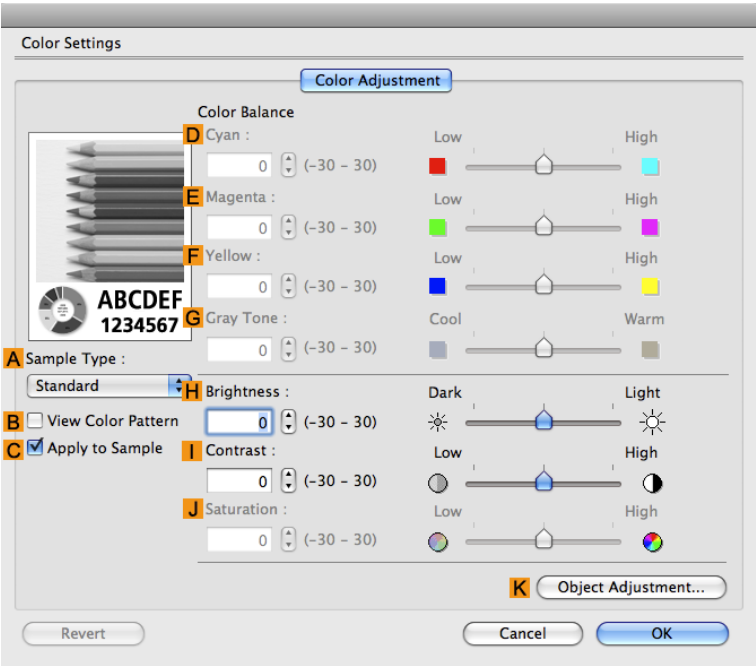 Color Settings
Color Adjustment
Color Balance
D Cyan :
Low
High
0 (-30 – 30)
E Magenta :
Low
High
0 (-30 – 30)
F Yellow :
Low
High
0 (-30 – 30)
ABCDEF
1234567
G Gray Tone :
Cool
Warm
0 (-30 – 30)
A Sample Type :
Standard
H Brightness :
Dark
Light
0 (-30 – 30)
B View Color Pattern
C Apply to Sample
I Contrast :
Low
High
0 (-30 – 30)
J Saturation :
Low
High
0 (-30 – 30)
K Object Adjustment...
Revert
Cancel
OK